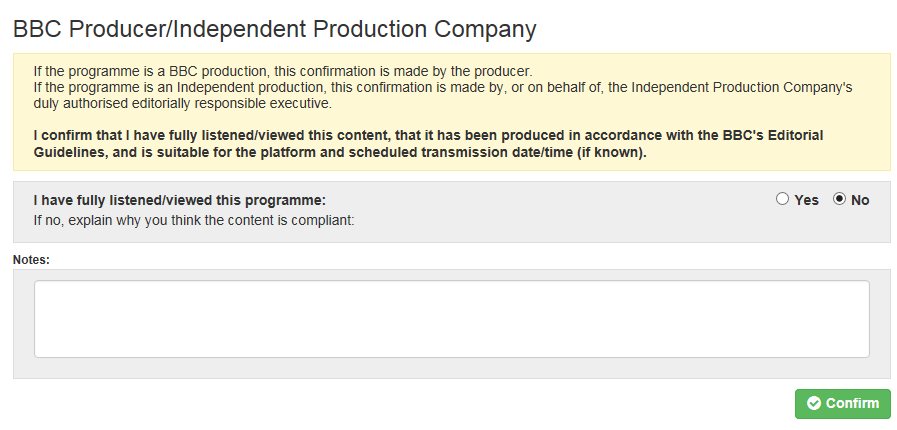 BBC Producer/Independent Production Company
If the programme is a BBC production, this confirmation is made by the producer.
If the programme is an Independent production, this confirmation is made by, or on behalf of, the Independent Production Company's
duly authorised editorially responsible executive.
I confirm that I have fully listened/viewed this content, that it has been produced in accordance with the BBC's Editorial
Guidelines, and is suitable for the platform and scheduled transmission date/time (if known).
I have fully listened/viewed this programme: Yes No
If no, explain why you think the content is compliant:
Notes:
Confirm